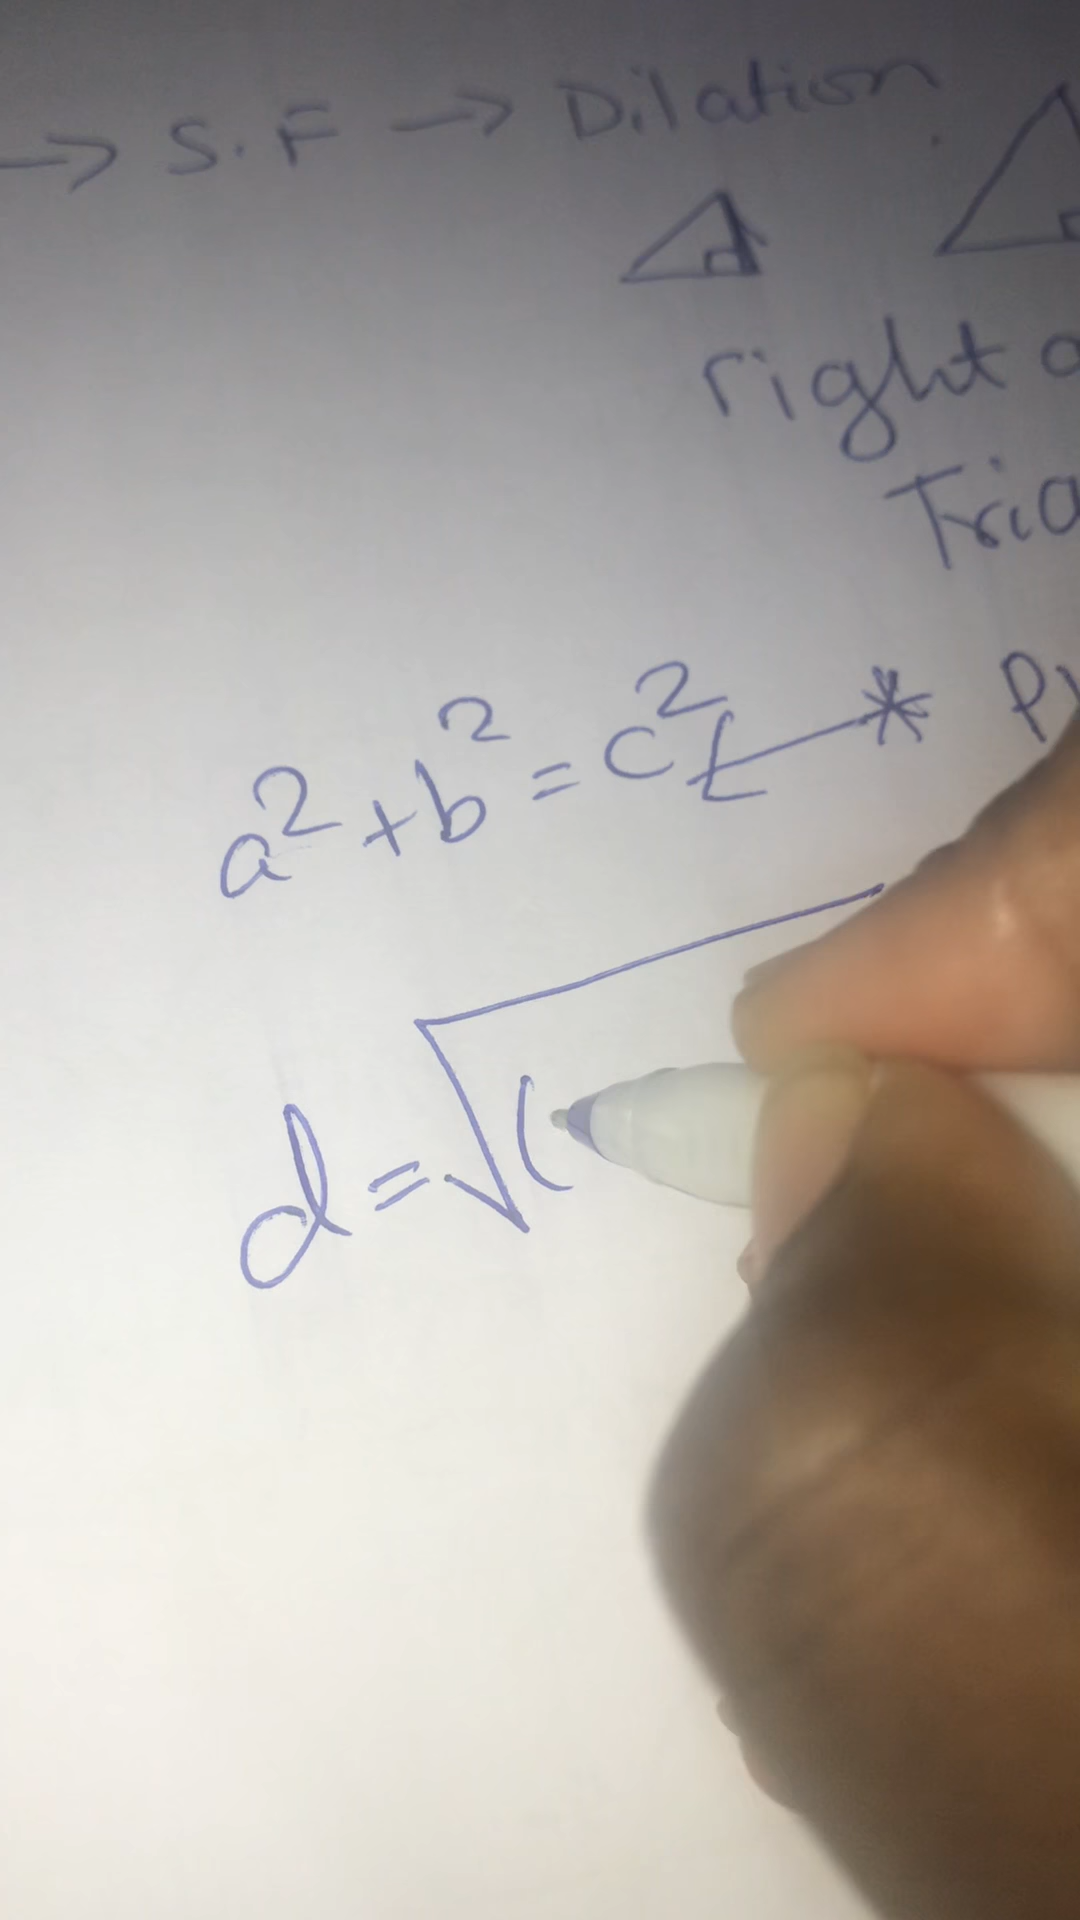 → S.F → Dilation
right
a²+b²=c² ← *
d=√(